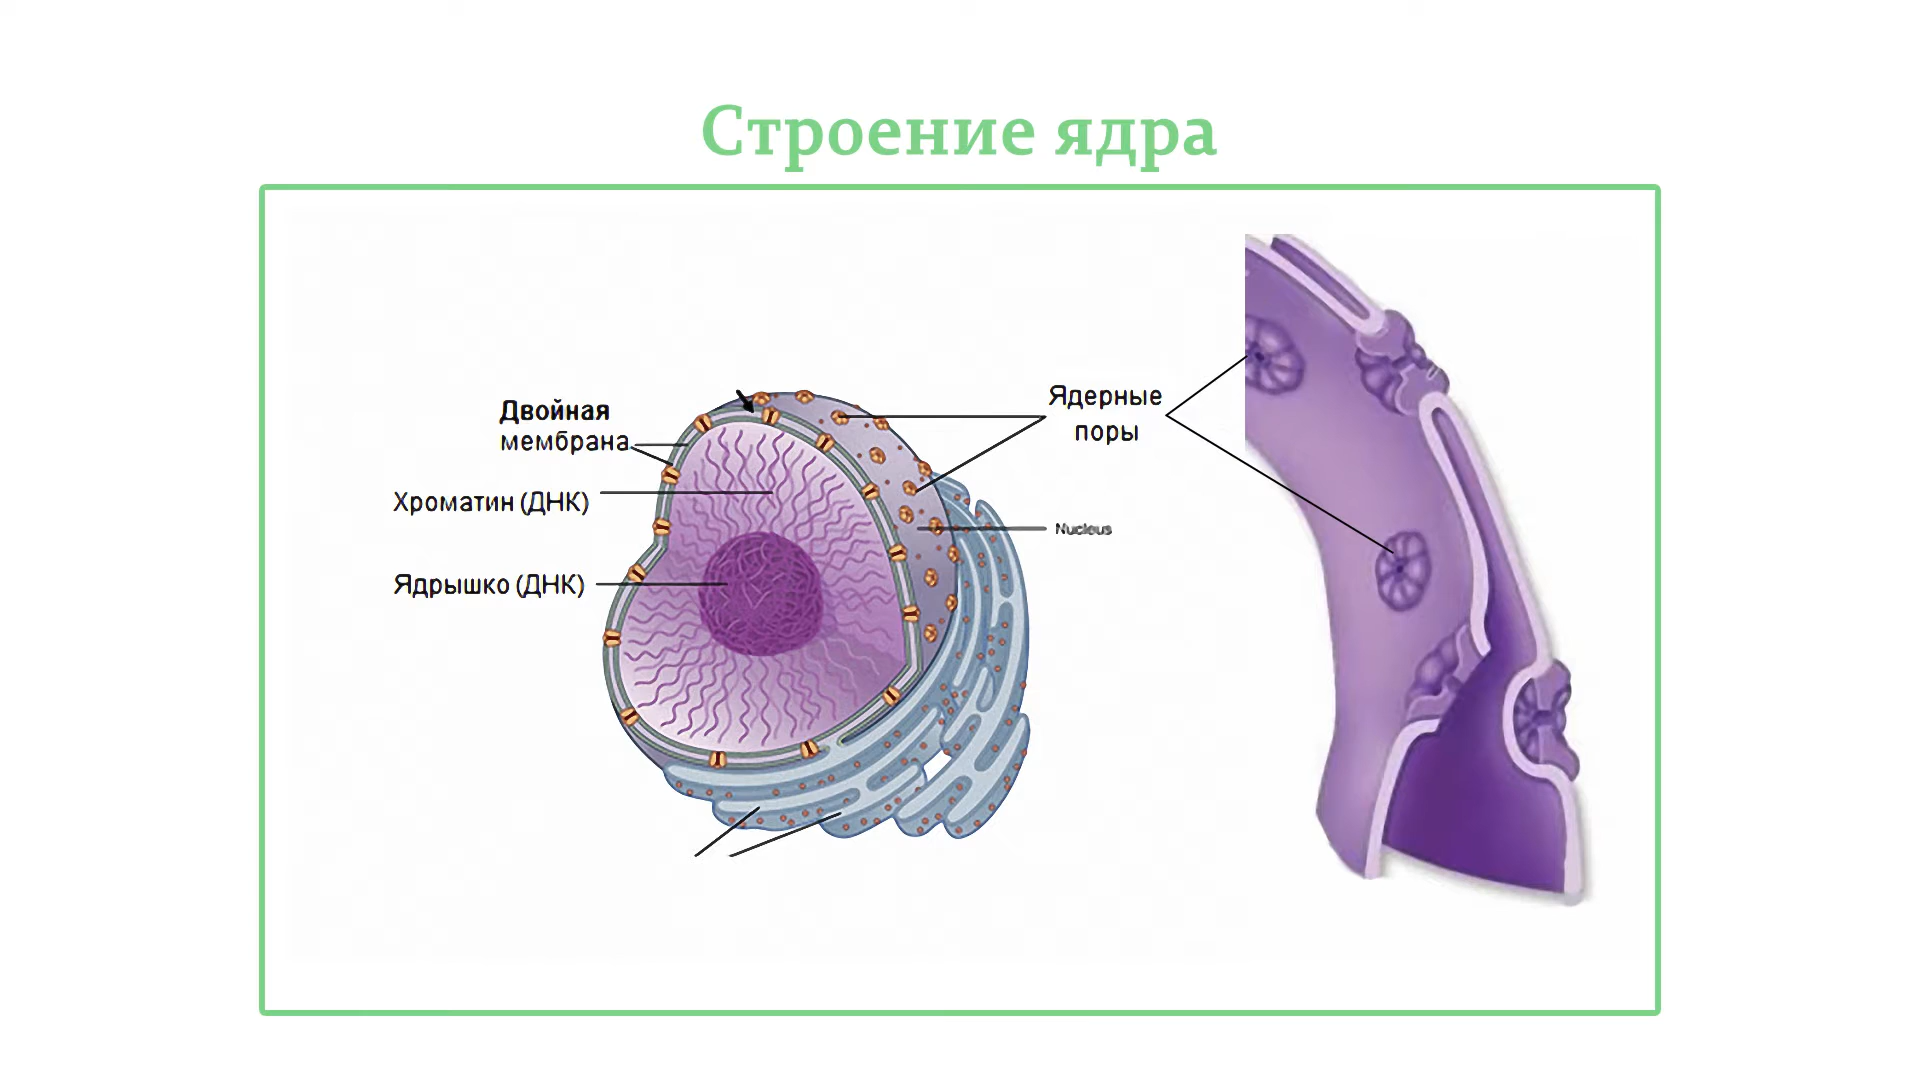 Строение ядра
Двойная
мембрана
Хроматин (ДНК)
Ядрышко (ДНК)
Ядерные
поры
Nucleus